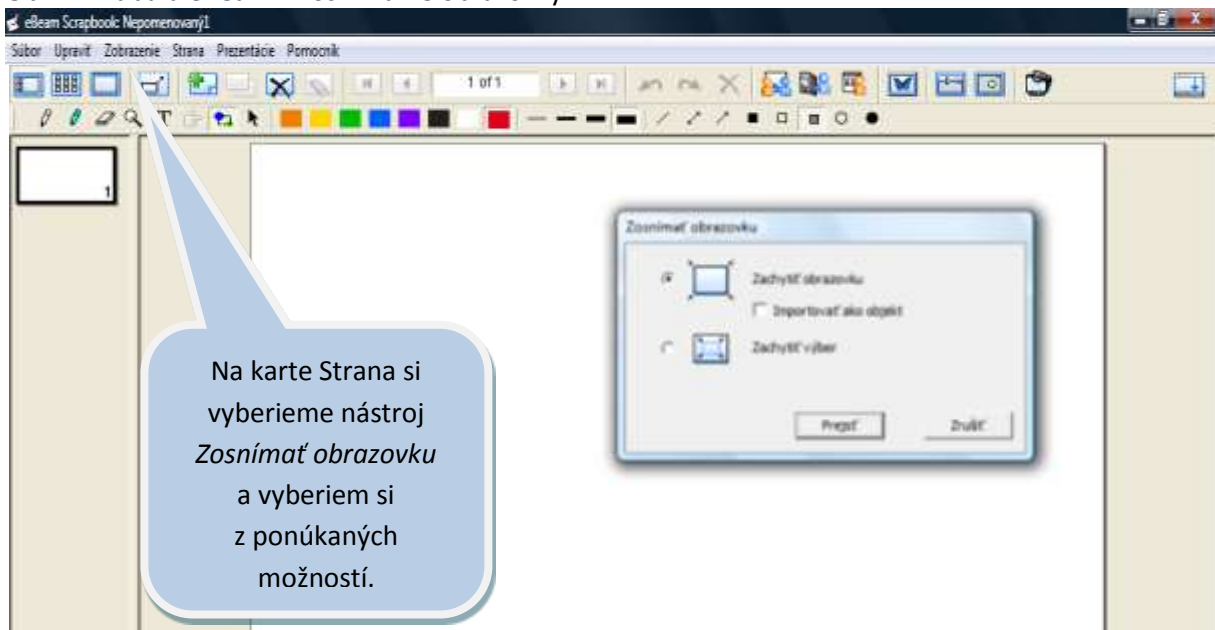 eBeam Scrapbook: Nepomenovaný1
Súbor Upraviť Zobrazenie Strana Prezentácie Pomocník
1 of 1
T
1
Zosnímať obrazovku
Zachytiť obrazovku
Importovať ako objekt
Zachytiť výber
Prejsť Zrušiť
Na karte Strana si
vyberieme nástroj
Zosnímať obrazovku
a vyberiem si
z ponúkaných
možností.